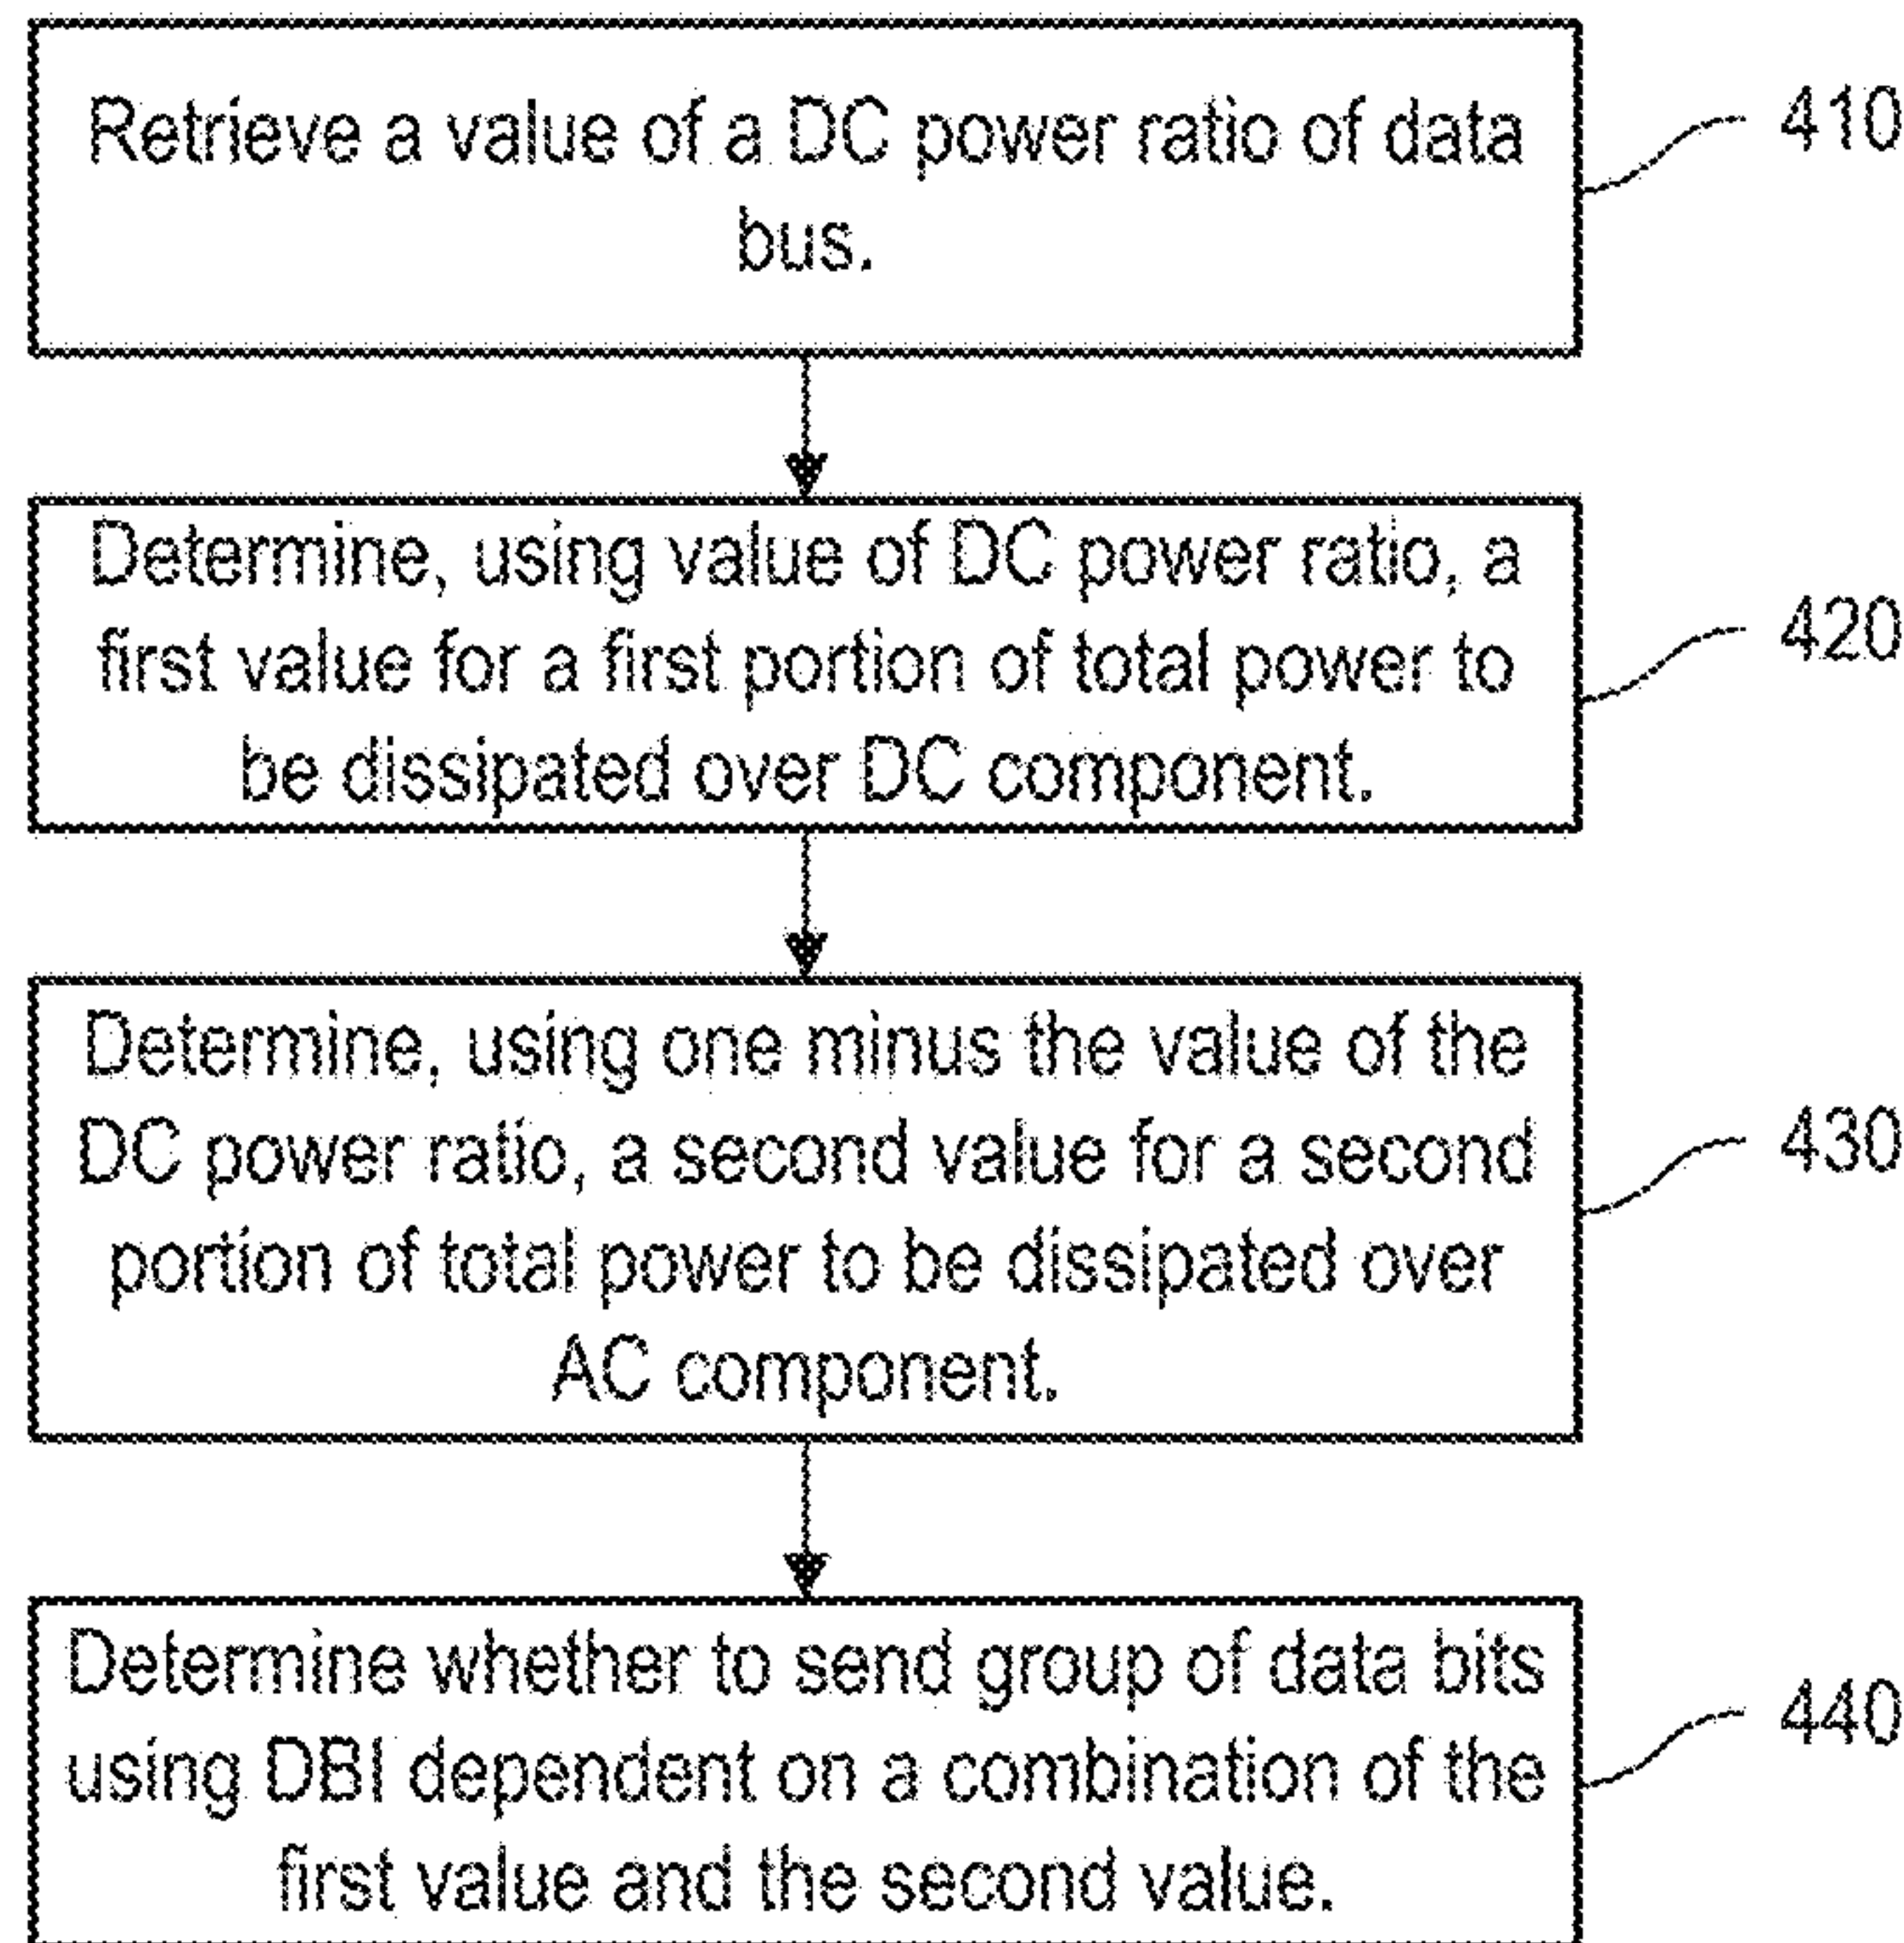 Retrieve a value of a DC power ratio of data
bus.
410
Determine, using value of DC power ratio, a
first value for a first portion of total power to
be dissipated over DC component.
420
Determine, using one minus the value of the
DC power ratio, a second value for a second
portion of total power to be dissipated over
AC component.
430
Determine whether to send group of data bits
using DBI dependent on a combination of the
first value and the second value.
440